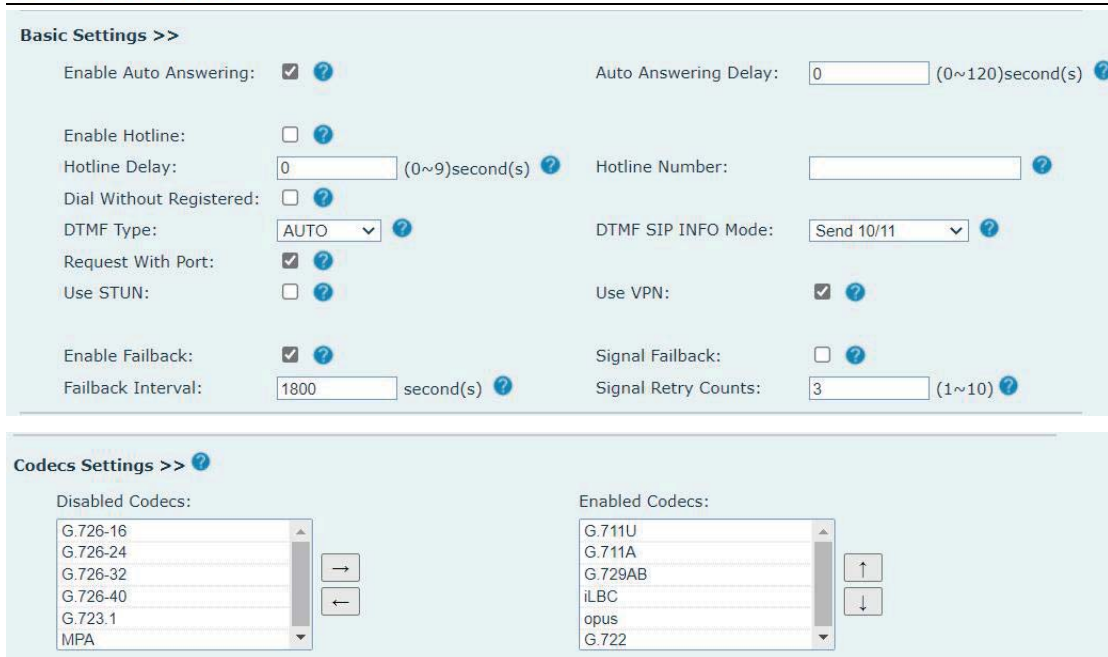 Basic Settings >>
Enable Auto Answering: Auto Answering Delay: 0 (0~120)second(s)
Enable Hotline:
Hotline Delay: 0 (0~9)second(s) Hotline Number:
Dial Without Registered:
DTMF Type: AUTO DTMF SIP INFO Mode: Send 10/11
Request With Port:
Use STUN: Use VPN:
Enable Failback: Signal Failback:
Failback Interval: 1800 second(s) Signal Retry Counts: 3 (1~10)
Codecs Settings >>
Disabled Codecs: Enabled Codecs:
G.726-16 G.711U
G.726-24 G.711A
G.726-32 → G.729AB ↑
G.726-40 ← iLBC ↓
G.723.1 opus
MPA G.722